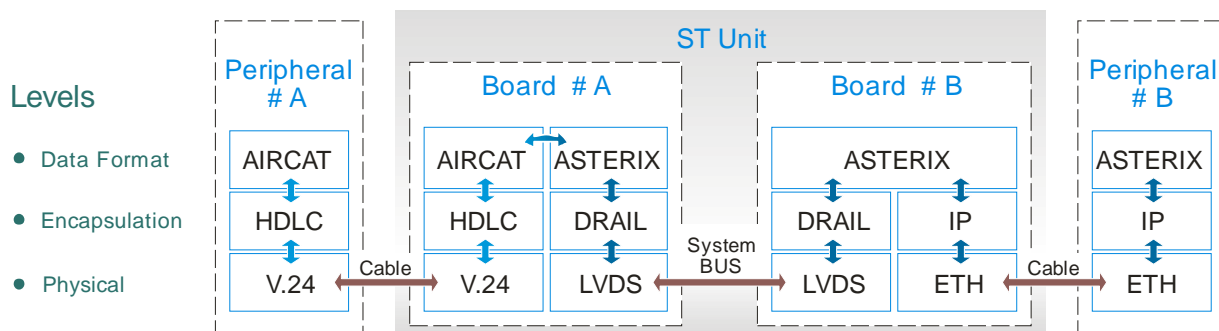 ST Unit
Peripheral
# A
Board # A
Board # B
Peripheral
# B
Levels
Data Format
AIRCAT
AIRCAT
ASTERIX
ASTERIX
ASTERIX
Encapsulation
HDLC
HDLC
DRAIL
DRAIL
IP
IP
System
BUS
Cable
Cable
Physical
V.24
V.24
LVDS
LVDS
ETH
ETH